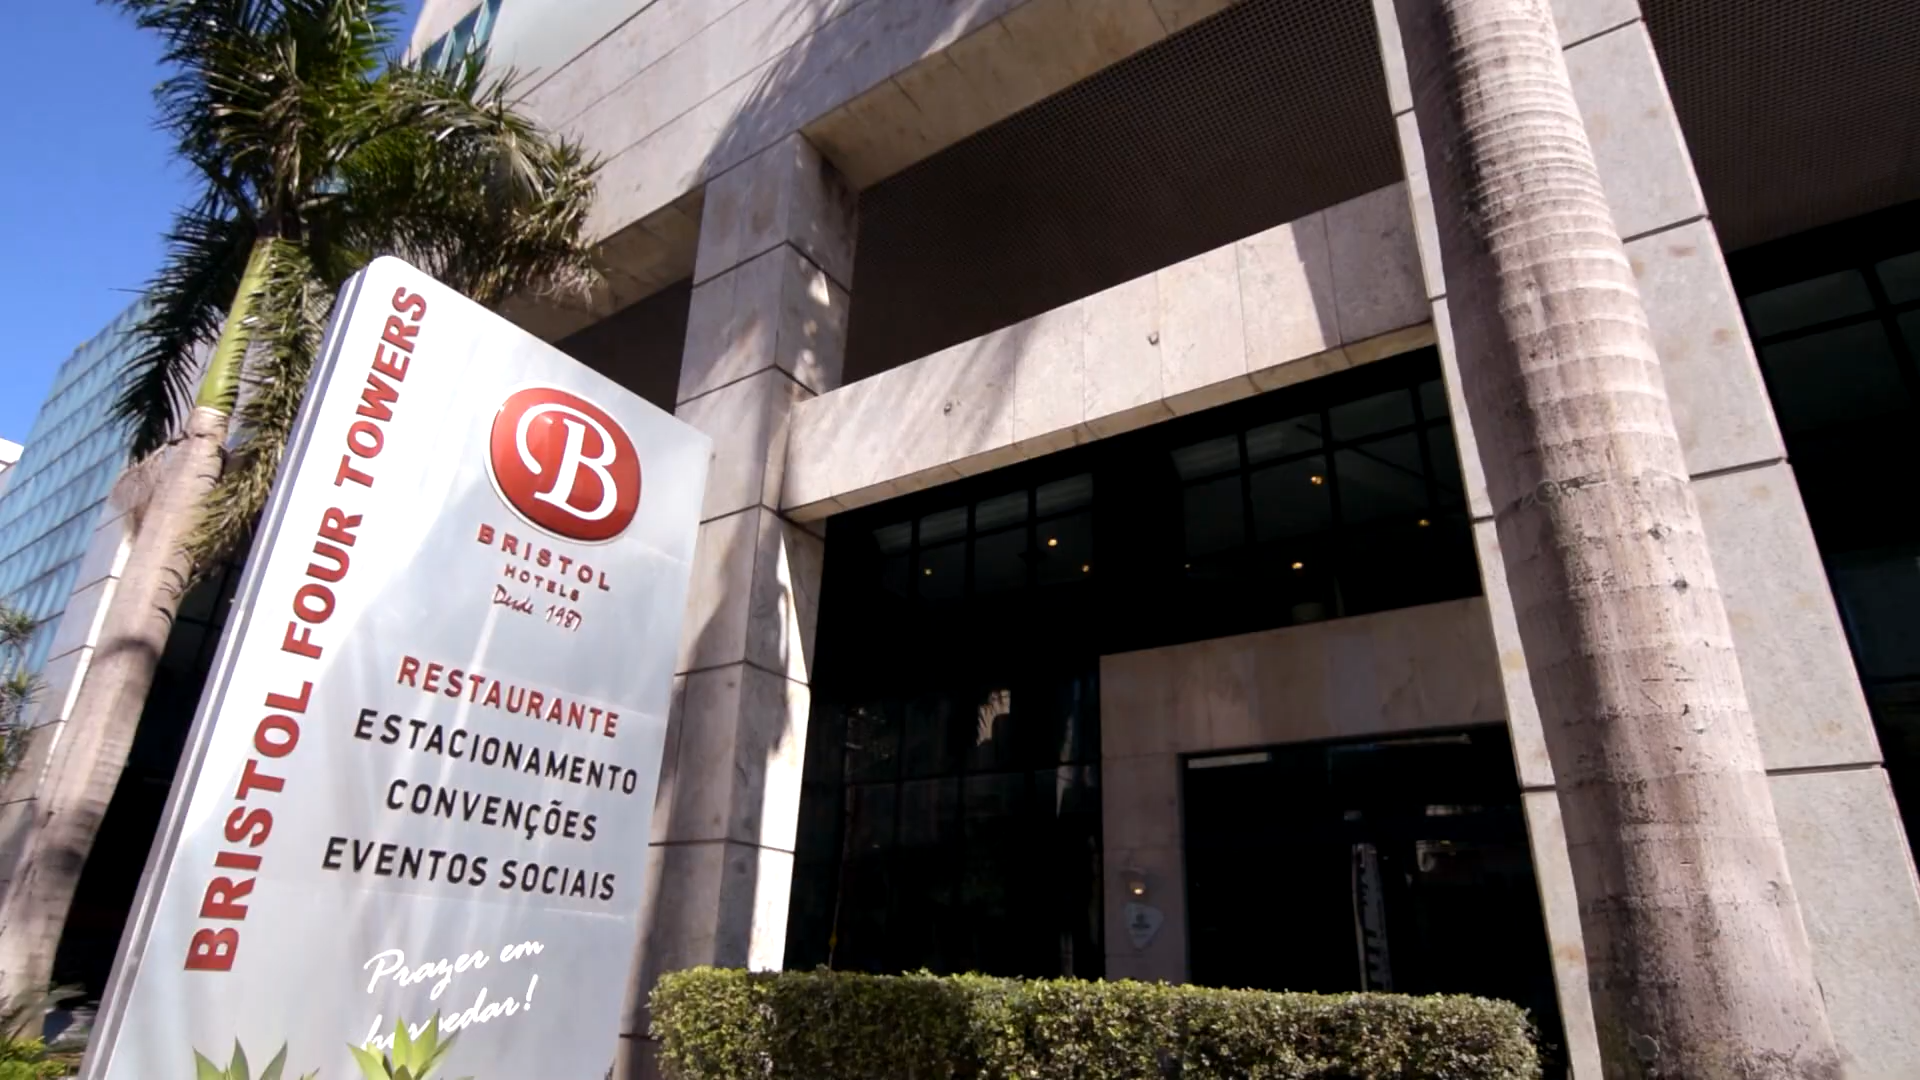 BRISTOL FOUR TOWERS
B
BRISTOL
HOTELS
Desde 1987
RESTAURANTE
ESTACIONAMENTO
CONVENÇÕES
EVENTOS SOCIAIS
Prazer em